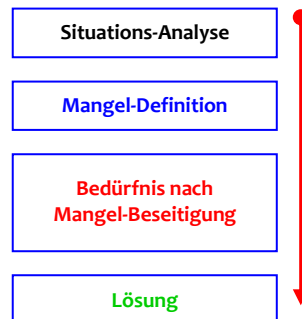 Situations-Analyse
Mangel-Definition
Bedürfnis nach
Mangel-Beseitigung
Lösung